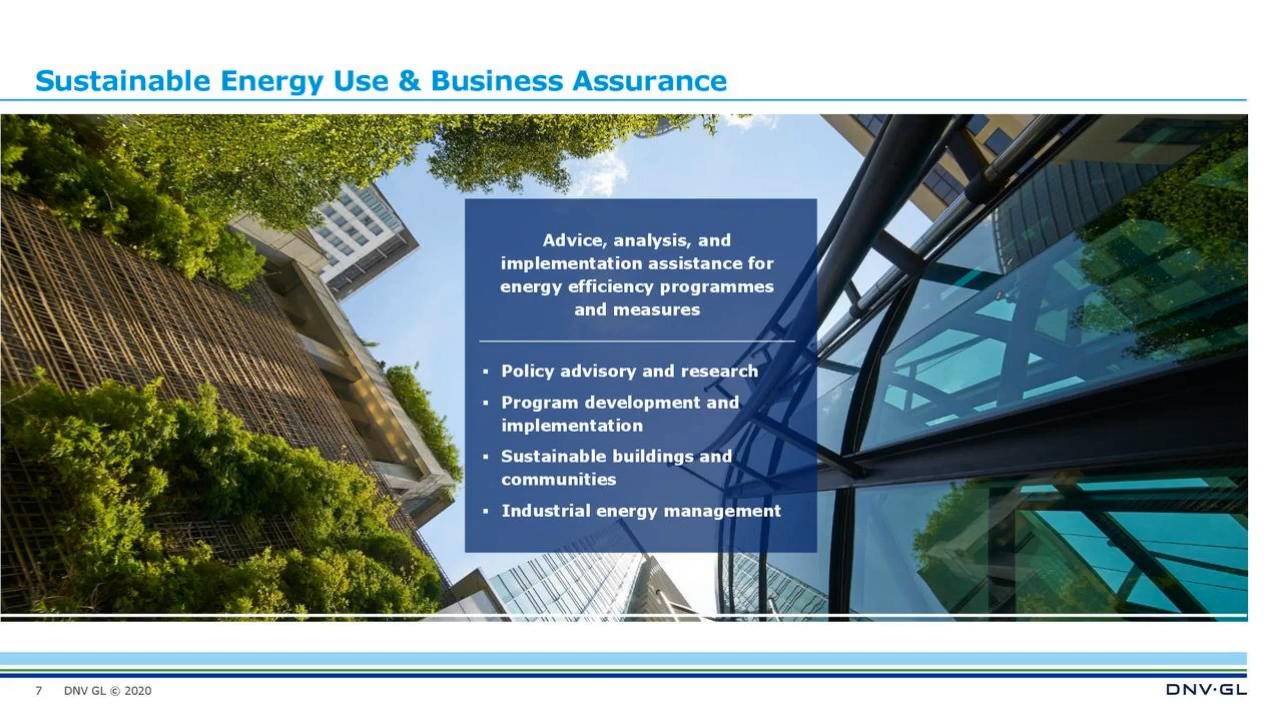 Sustainable Energy Use & Business Assurance
Advice, analysis, and
implementation assistance for
energy efficiency programmes
and measures
▪ Policy advisory and research
▪ Program development and
implementation
▪ Sustainable buildings and
communities
▪ Industrial energy management
7 DNV GL © 2020
DNV·GL